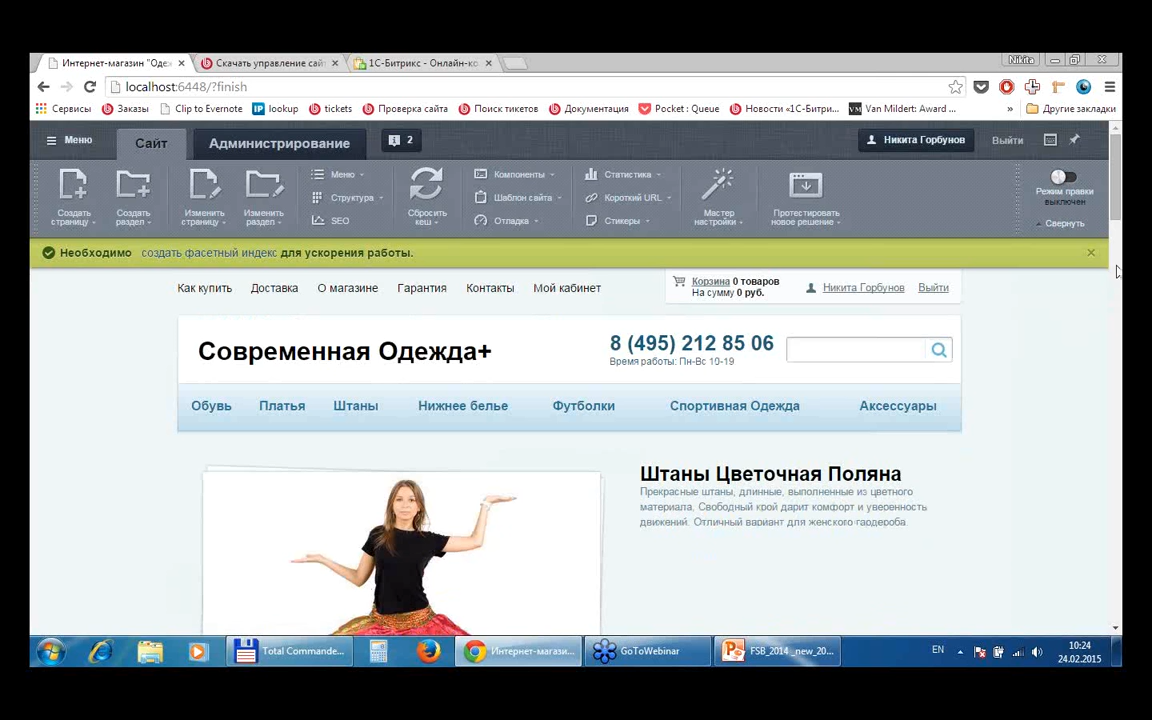 Интернет-магазин "Одеж
Скачать управление сайт
1С-Битрикс - Онлайн-ко
Nikita
localhost:6448/?finish
Сервисы
Заказы
Clip to Evernote
IP lookup
tickets
Проверка сайта
Поиск тикетов
Документация
Pocket : Queue
Новости «1С-Битри...
VM Van Mildert: Award ...
»
Другие закладки
Меню
Сайт
Администрирование
2
Никита Горбунов
Выйти
Создать
страницу
Создать
раздел
Изменить
страницу
Изменить
раздел
Меню
Структура
SEO
Сбросить
кеш
Компоненты
Шаблон сайта
Отладка
Статистика
Короткий URL
Стикеры
Мастер
настройки
Протестировать
новое решение
Режим правки
выключен
Свернуть
Необходимо создать фасетный индекс для ускорения работы.
Как купить
Доставка
О магазине
Гарантия
Контакты
Мой кабинет
Корзина 0 товаров
На сумму 0 руб.
Никита Горбунов
Выйти
Современная Одежда+
8 (495) 212 85 06
Время работы: Пн-Вс 10-19
Обувь
Платья
Штаны
Нижнее белье
Футболки
Спортивная Одежда
Аксессуары
Штаны Цветочная Поляна
Прекрасные штаны, длинные, выполненные из цветного
материала. Свободный крой дарит комфорт и уверенность
движений. Отличный вариант для женского гардероба.
Total Commande...
Интернет-магази...
GoToWebinar
FSB_2014 _new_20...
EN
10:24
24.02.2015